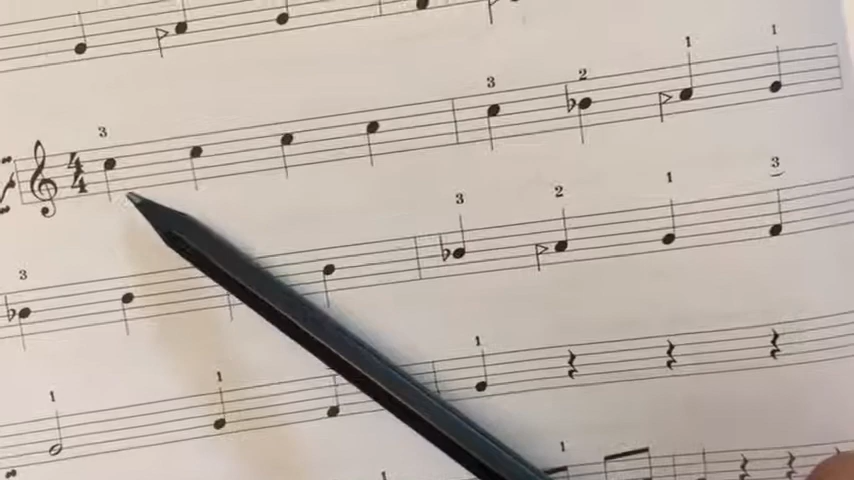 3 3 2 1 1
4
4
3 3 2 1 3
1 1 1
1 1